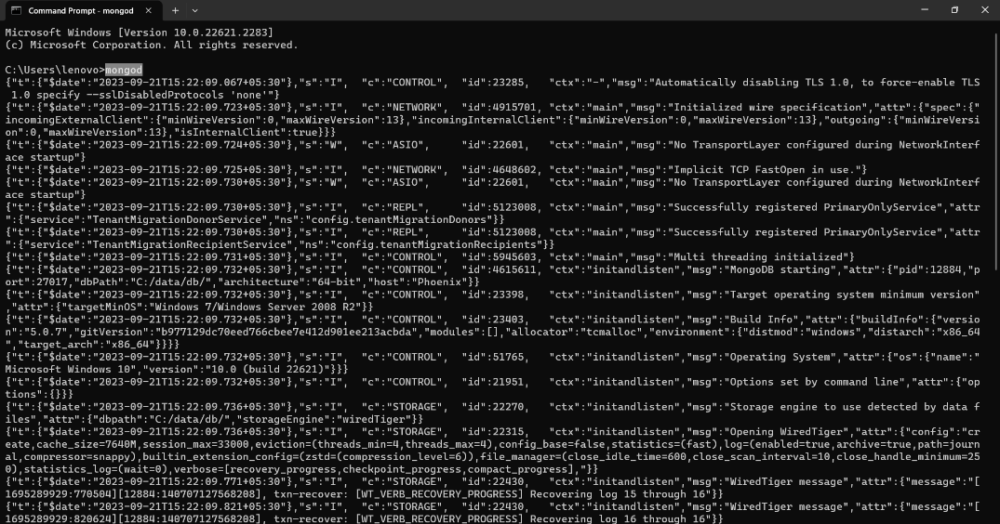 Command Prompt - mongod
Microsoft Windows [Version 10.0.22621.2283]
(c) Microsoft Corporation. All rights reserved.
C:\Users\lenovo>mongod
{"t":{"$date":"2023-09-21T15:22:09.067+05:30"},"s":"I",  "c":"CONTROL",  "id":23285,   "ctx":"-","msg":"Automatically disabling TLS 1.0, to force-enable TLS
 1.0 specify --sslDisabledProtocols 'none'"}
{"t":{"$date":"2023-09-21T15:22:09.723+05:30"},"s":"I",  "c":"NETWORK",  "id":4915701, "ctx":"main","msg":"Initialized wire specification","attr":{"spec":{"
incomingExternalClient":{"minWireVersion":0,"maxWireVersion":13},"incomingInternalClient":{"minWireVersion":0,"maxWireVersion":13},"outgoing":{"minWireVersi
on":0,"maxWireVersion":13},"isInternalClient":true}}}
{"t":{"$date":"2023-09-21T15:22:09.724+05:30"},"s":"W",  "c":"ASIO",     "id":22601,   "ctx":"main","msg":"No TransportLayer configured during NetworkInterf
ace startup"}
{"t":{"$date":"2023-09-21T15:22:09.725+05:30"},"s":"I",  "c":"NETWORK",  "id":4648602, "ctx":"main","msg":"Implicit TCP FastOpen in use."}
{"t":{"$date":"2023-09-21T15:22:09.730+05:30"},"s":"W",  "c":"ASIO",     "id":22601,   "ctx":"main","msg":"No TransportLayer configured during NetworkInterf
ace startup"}
{"t":{"$date":"2023-09-21T15:22:09.730+05:30"},"s":"I",  "c":"REPL",     "id":5123008, "ctx":"main","msg":"Successfully registered PrimaryOnlyService","attr
":{"service":"TenantMigrationDonorService","ns":"config.tenantMigrationDonors"}}
{"t":{"$date":"2023-09-21T15:22:09.730+05:30"},"s":"I",  "c":"REPL",     "id":5123008, "ctx":"main","msg":"Successfully registered PrimaryOnlyService","attr
":{"service":"TenantMigrationRecipientService","ns":"config.tenantMigrationRecipients"}}
{"t":{"$date":"2023-09-21T15:22:09.731+05:30"},"s":"I",  "c":"CONTROL",  "id":5945603, "ctx":"main","msg":"Multi threading initialized"}
{"t":{"$date":"2023-09-21T15:22:09.732+05:30"},"s":"I",  "c":"CONTROL",  "id":4615611, "ctx":"initandlisten","msg":"MongoDB starting","attr":{"pid":12884,"p
ort":27017,"dbPath":"C:/data/db/","architecture":"64-bit","host":"Phoenix"}}
{"t":{"$date":"2023-09-21T15:22:09.732+05:30"},"s":"I",  "c":"CONTROL",  "id":23398,   "ctx":"initandlisten","msg":"Target operating system minimum version"
,"attr":{"targetMinOS":"Windows 7/Windows Server 2008 R2"}}
{"t":{"$date":"2023-09-21T15:22:09.732+05:30"},"s":"I",  "c":"CONTROL",  "id":23403,   "ctx":"initandlisten","msg":"Build Info","attr":{"buildInfo":{"versio
n":"5.0.7","gitVersion":"b977129dc70eed766cbee7e412d901ee213acbda","modules":[],"allocator":"tcmalloc","environment":{"distmod":"windows","distarch":"x86_64
","target_arch":"x86_64"}}}}
{"t":{"$date":"2023-09-21T15:22:09.732+05:30"},"s":"I",  "c":"CONTROL",  "id":51765,   "ctx":"initandlisten","msg":"Operating System","attr":{"os":{"name":"
Microsoft Windows 10","version":"10.0 (build 22621)"}}}
{"t":{"$date":"2023-09-21T15:22:09.732+05:30"},"s":"I",  "c":"CONTROL",  "id":21951,   "ctx":"initandlisten","msg":"Options set by command line","attr":{"op
tions":{}}}
{"t":{"$date":"2023-09-21T15:22:09.736+05:30"},"s":"I",  "c":"STORAGE",  "id":22270,   "ctx":"initandlisten","msg":"Storage engine to use detected by data f
iles","attr":{"dbpath":"C:/data/db/","storageEngine":"wiredTiger"}}
{"t":{"$date":"2023-09-21T15:22:09.736+05:30"},"s":"I",  "c":"STORAGE",  "id":22315,   "ctx":"initandlisten","msg":"Opening WiredTiger","attr":{"config":"cr
eate,cache_size=7640M,session_max=33000,eviction=(threads_min=4,threads_max=4),config_base=false,statistics=(fast),log=(enabled=true,archive=true,path=journ
al,compressor=snappy),builtin_extension_config=(zstd=(compression_level=6)),file_manager=(close_idle_time=600,close_scan_interval=10,close_handle_minimum=25
0),statistics_log=(wait=0),verbose=[recovery_progress,checkpoint_progress,compact_progress],"}}
{"t":{"$date":"2023-09-21T15:22:09.771+05:30"},"s":"I",  "c":"STORAGE",  "id":22430,   "ctx":"initandlisten","msg":"WiredTiger message","attr":{"message":"[
1695289929:770504][12884:140707127568208], txn-recover: [WT_VERB_RECOVERY_PROGRESS] Recovering log 15 through 16"}}
{"t":{"$date":"2023-09-21T15:22:09.821+05:30"},"s":"I",  "c":"STORAGE",  "id":22430,   "ctx":"initandlisten","msg":"WiredTiger message","attr":{"message":"[
1695289929:820624][12884:140707127568208], txn-recover: [WT_VERB_RECOVERY_PROGRESS] Recovering log 16 through 16"}}